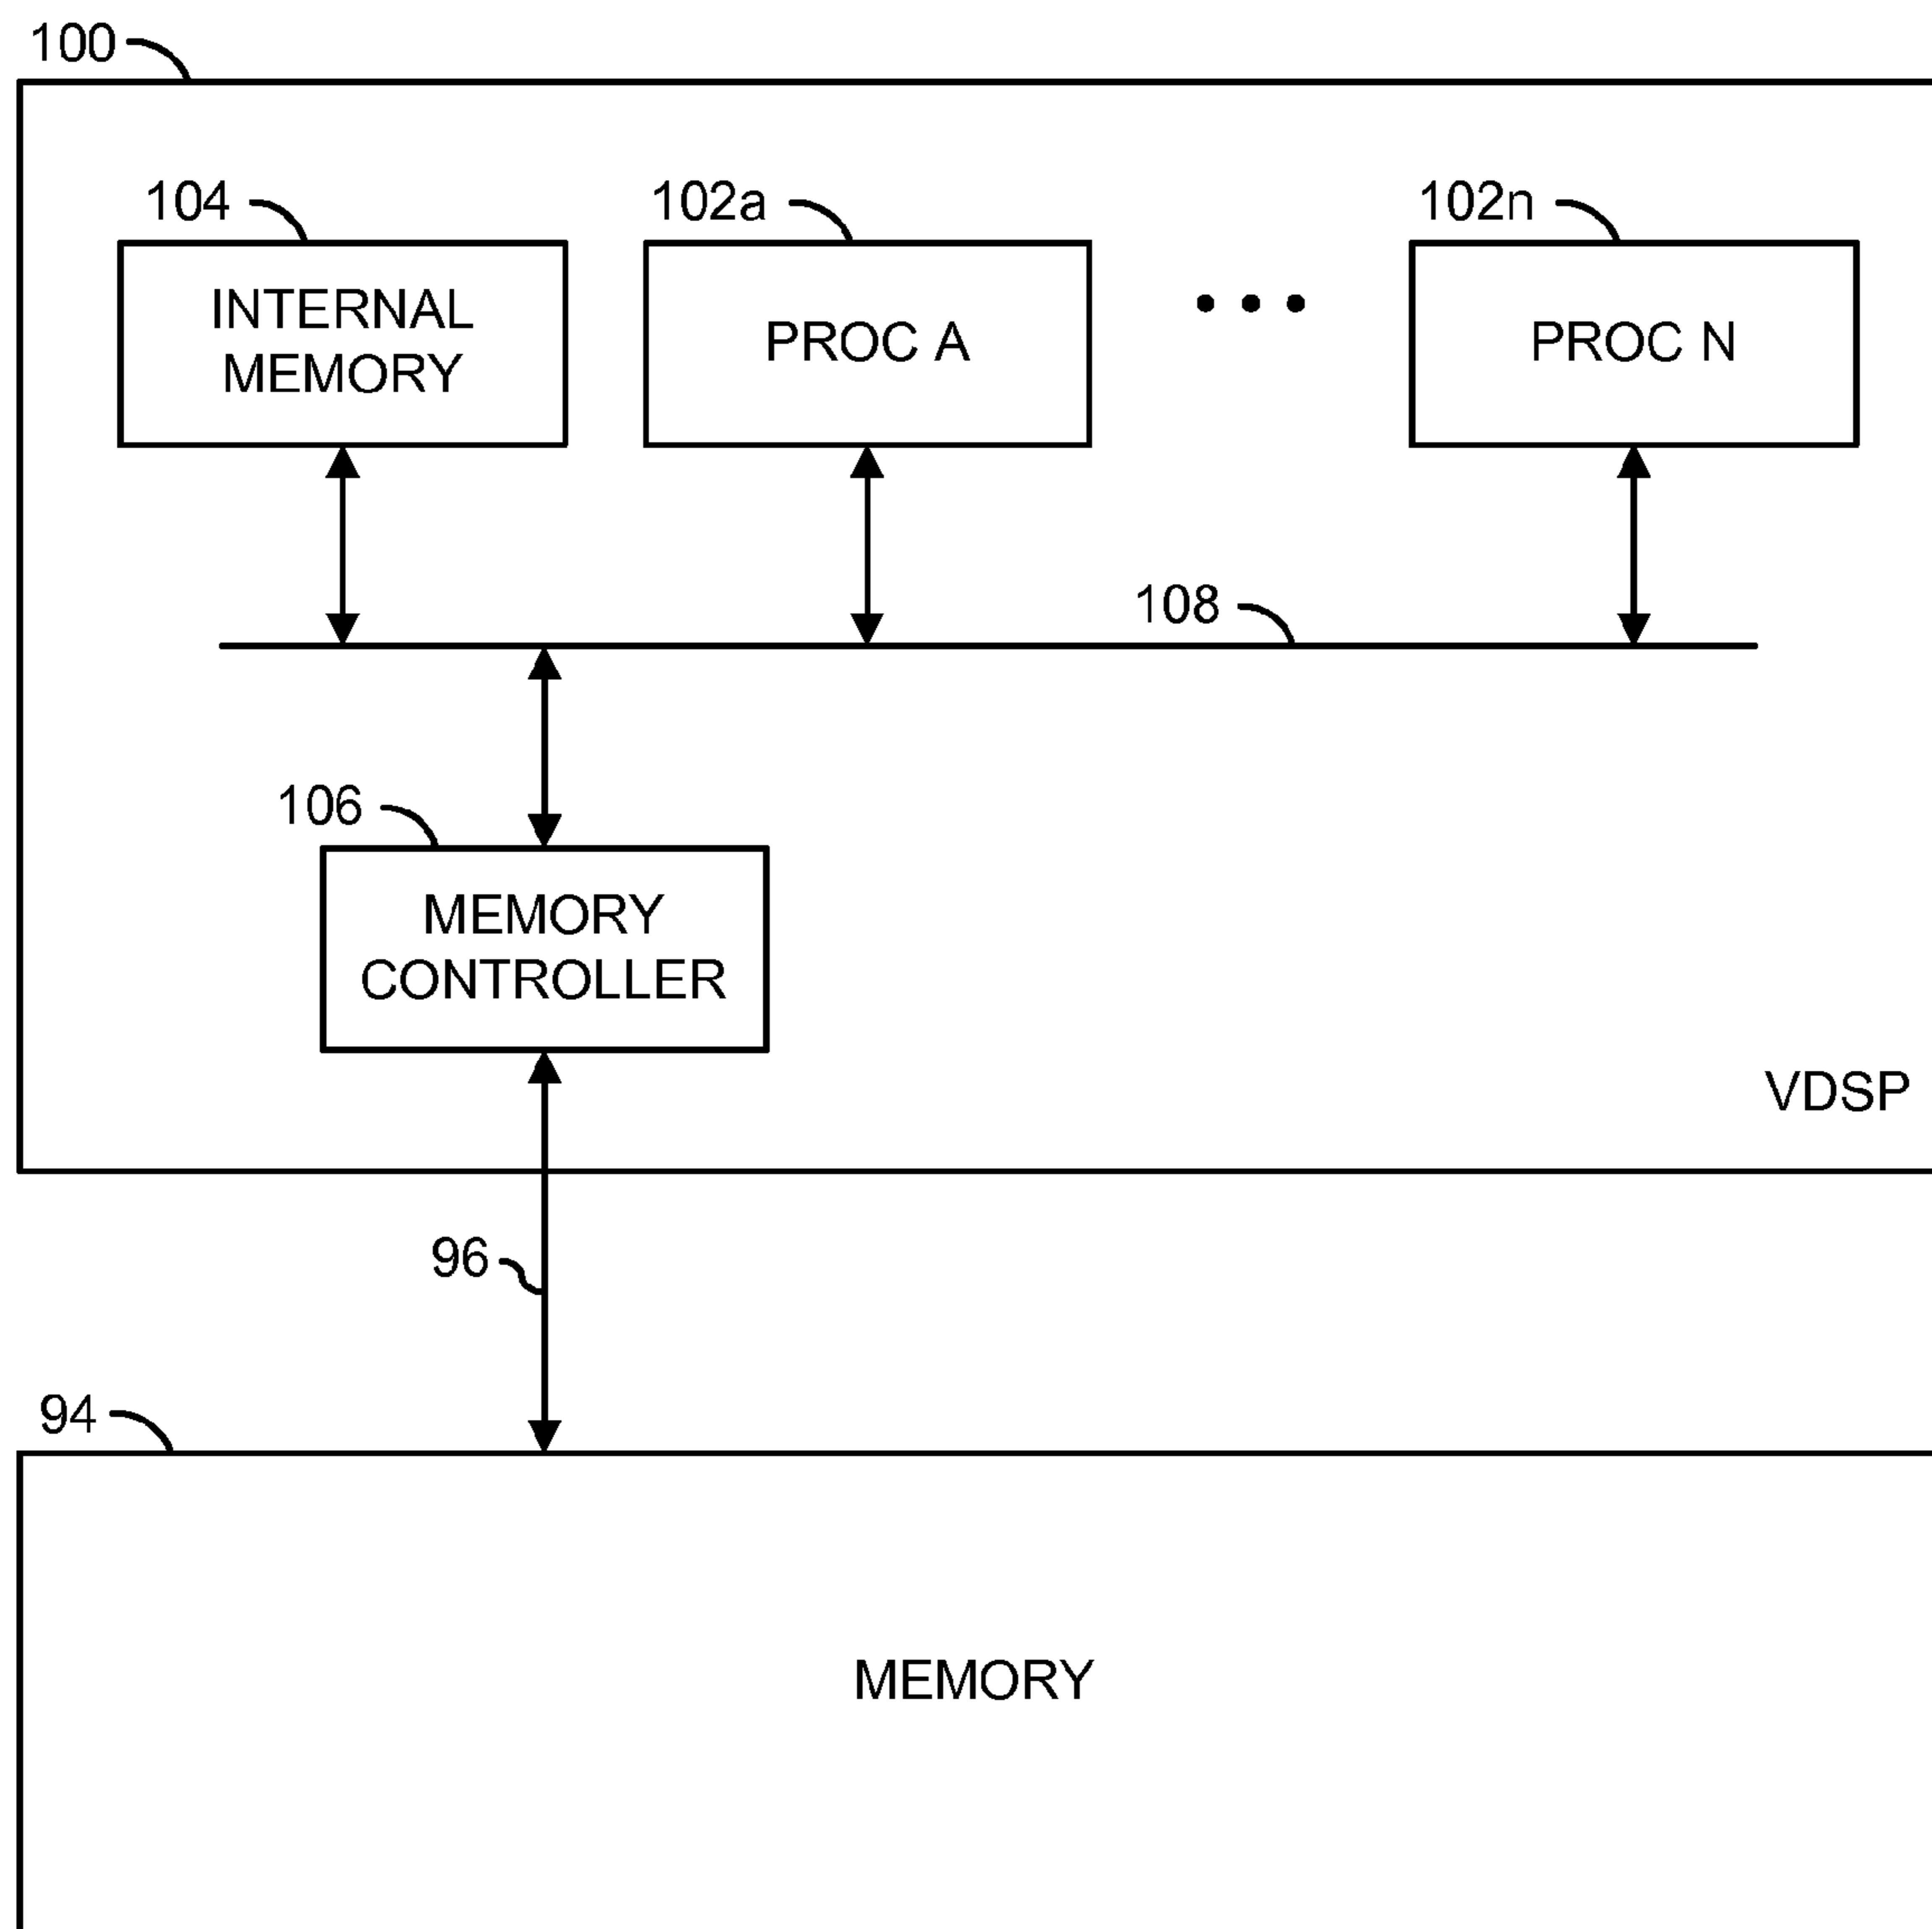 100
104
102a
102n
INTERNAL
MEMORY
PROC A
PROC N
108
106
MEMORY
CONTROLLER
VDSP
96
94
MEMORY